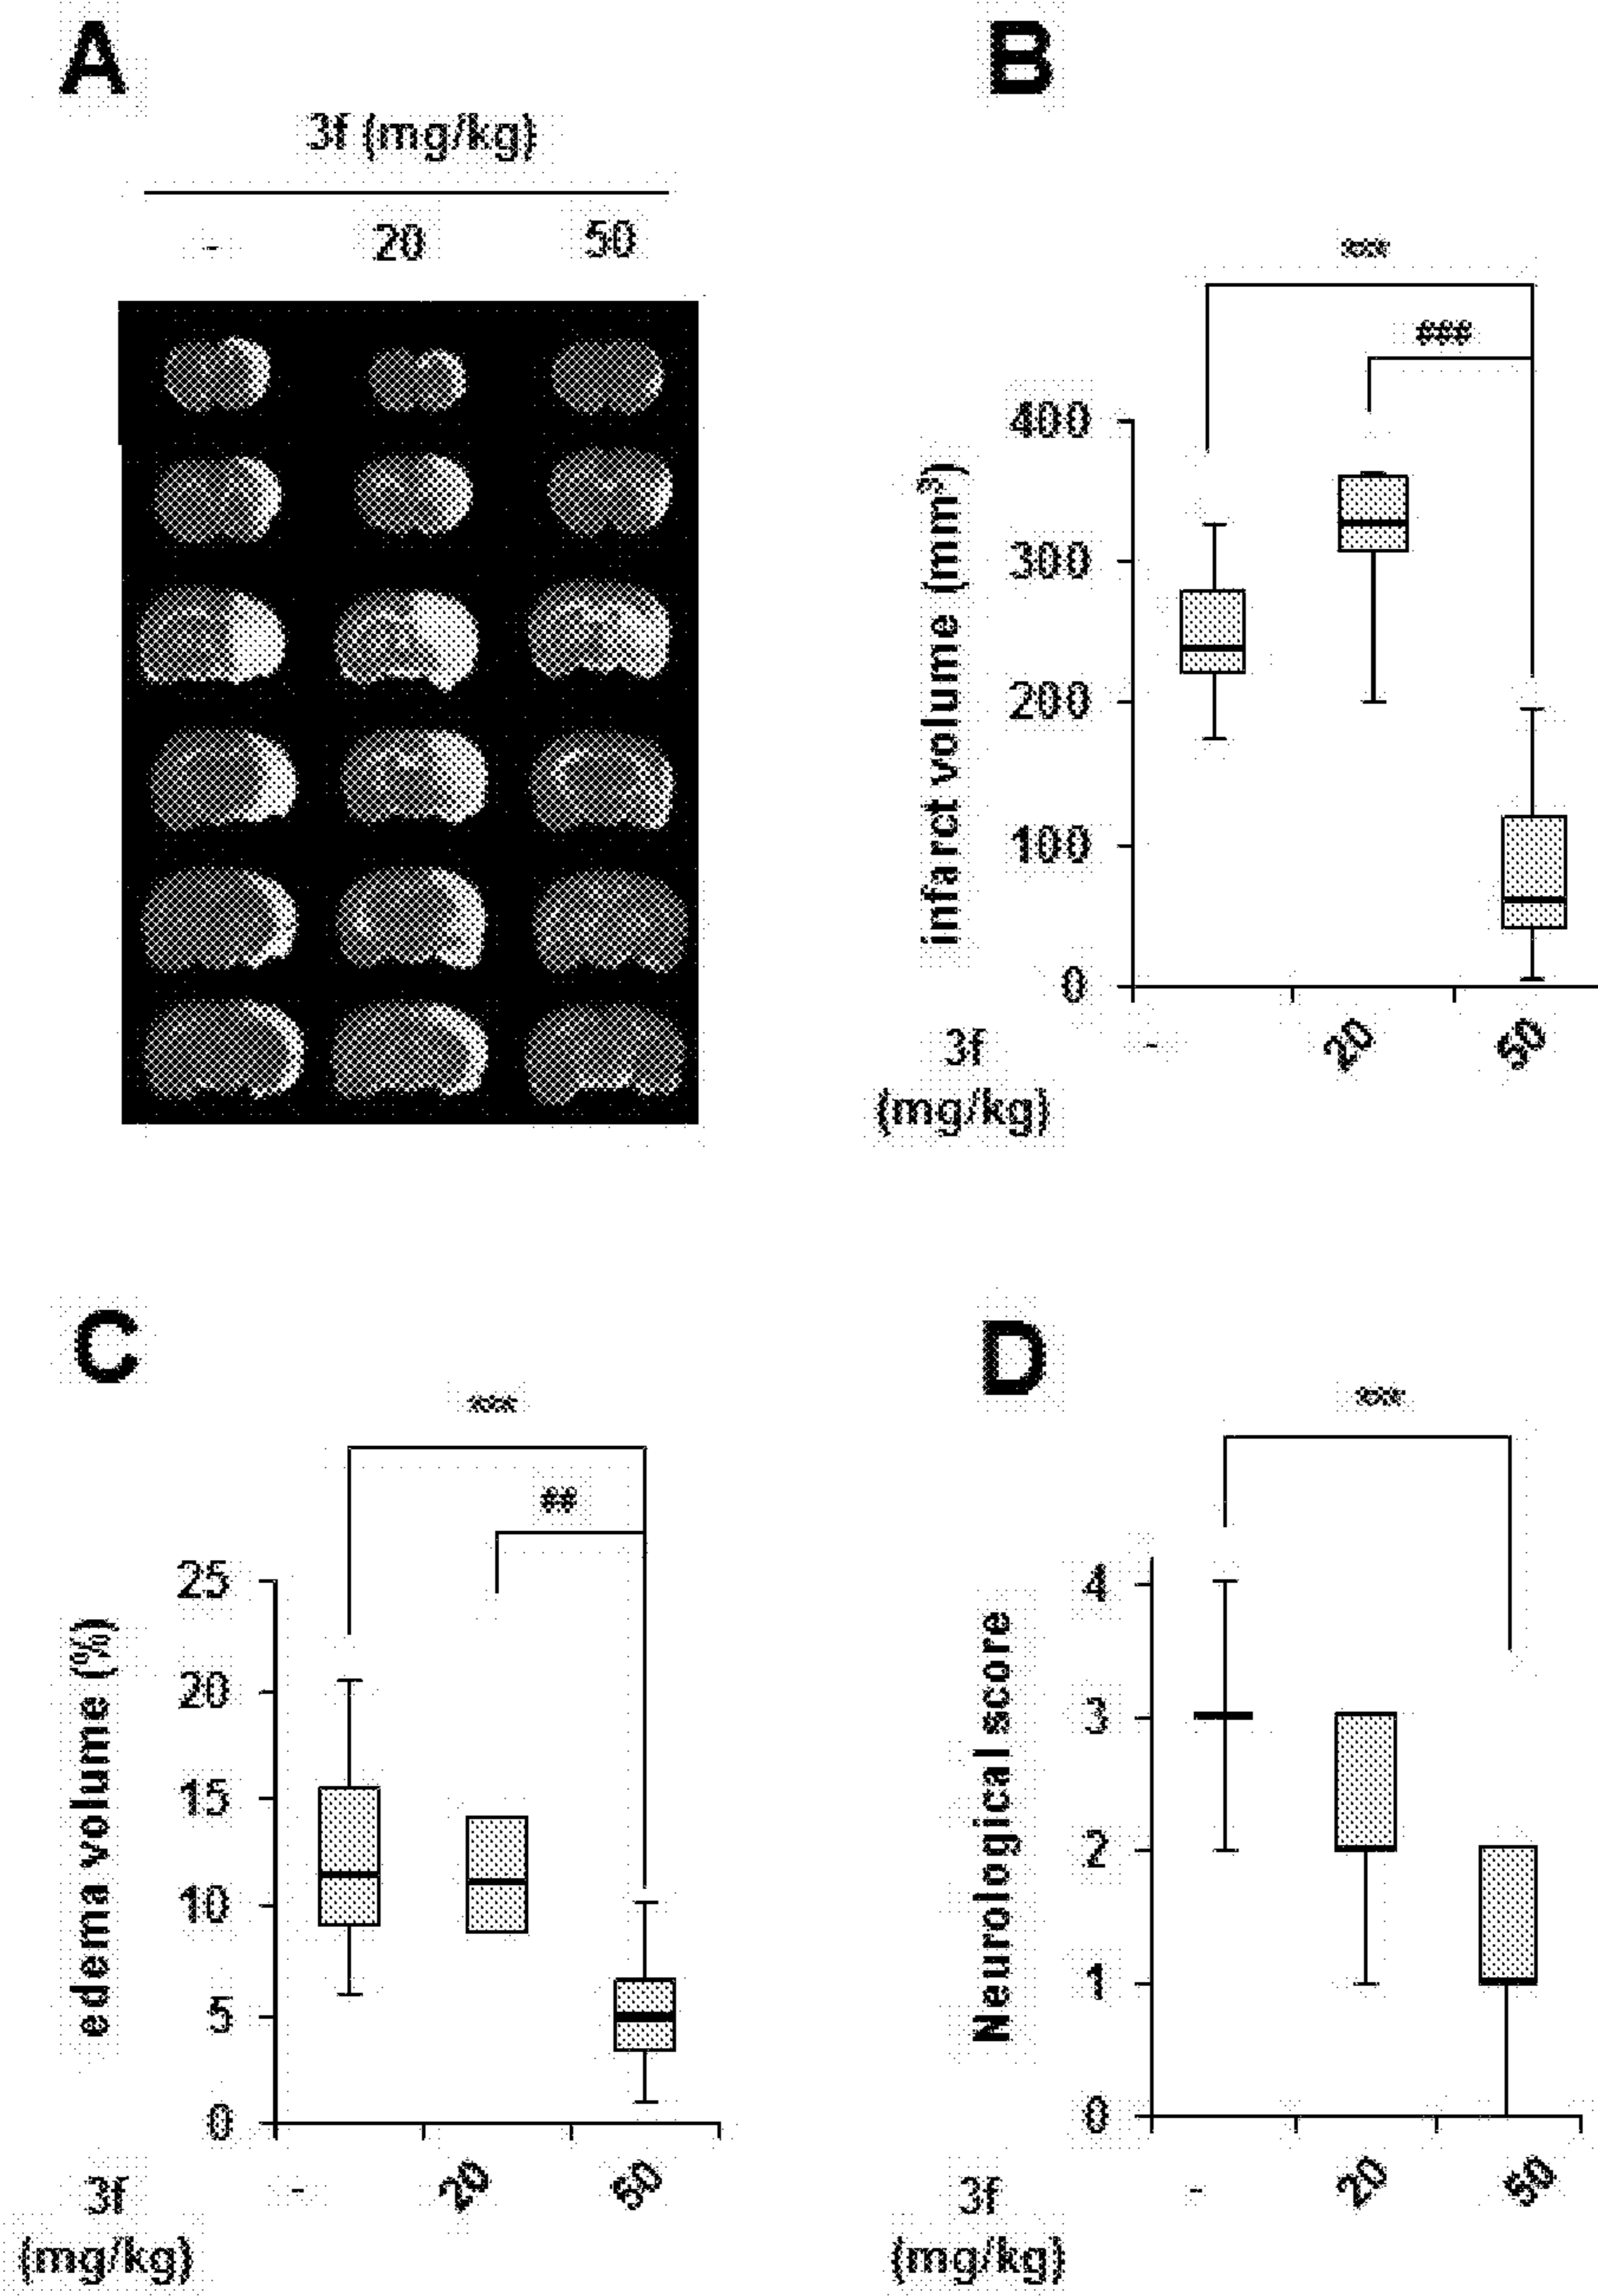 A
3f (mg/kg)
- 20 50
B
***
###
infarct volume (mm³)
400
300
200
100
0
3f
(mg/kg)
- 20 50
C
***
##
edema volume (%)
25
20
15
10
5
0
3f
(mg/kg)
- 20 50
D
***
Neurological score
4
3
2
1
0
3f
(mg/kg)
- 20 50